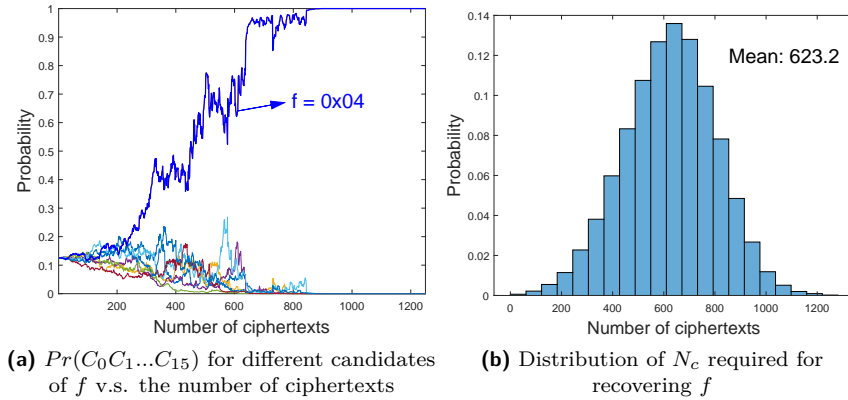 1
0.9
0.8
0.7
0.6
0.5
0.4
0.3
0.2
0.1
0
Probability
f = 0x04
200 400 600 800 1000 1200
Number of ciphertexts
(a) Pr(C₀C₁...C₁₅) for different candidates
of f v.s. the number of ciphertexts
0.14
0.12
0.1
0.08
0.06
0.04
0.02
0
Probability
Mean: 623.2
0 200 400 600 800 1000 1200
Number of ciphertexts
(b) Distribution of N_c required for
recovering f